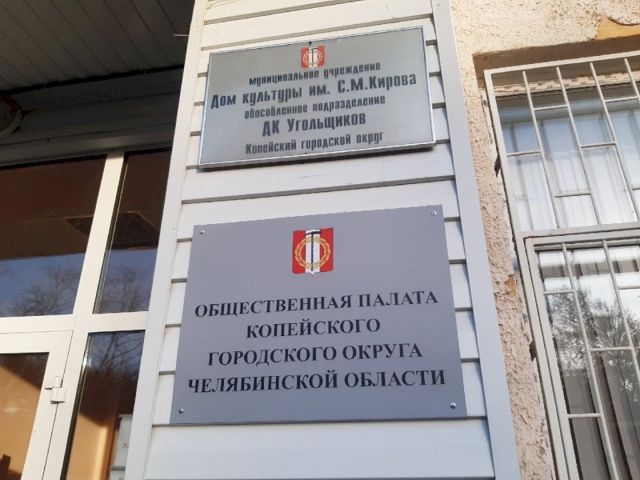 муниципальное учреждение
Дом культуры им. С.М.Кирова
обособленное подразделение
ДК Угольщиков
Копейский городской округ
ОБЩЕСТВЕННАЯ ПАЛАТА
КОПЕЙСКОГО
ГОРОДСКОГО ОКРУГА
ЧЕЛЯБИНСКОЙ ОБЛАСТИ